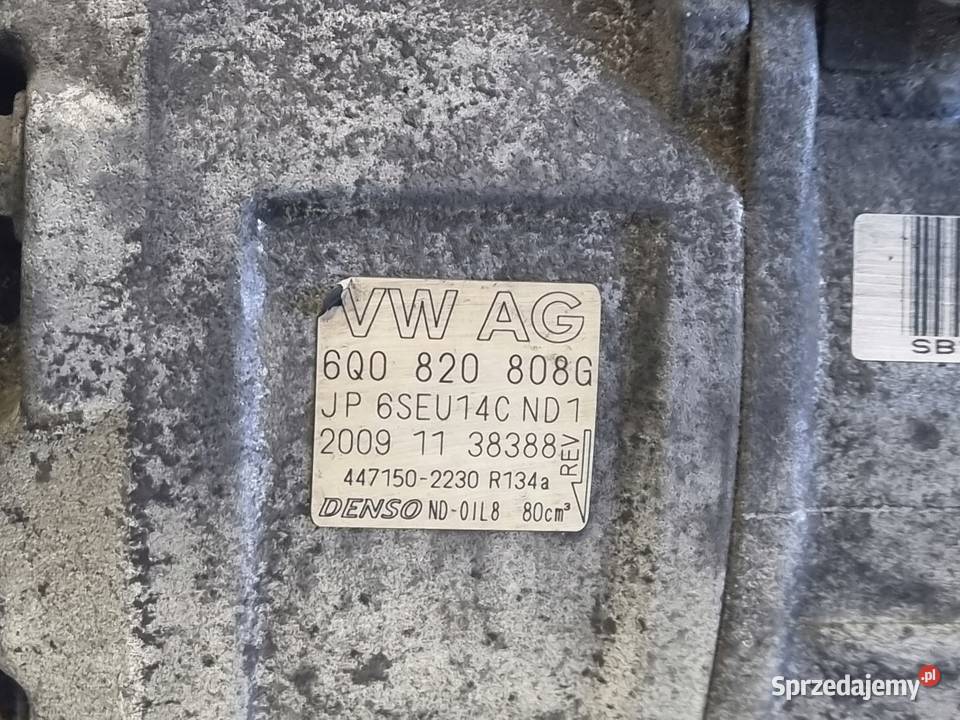 VW AG
6Q0 820 808G
JP 6SEU14C ND1
2009 11 38388
REV
447150-2230 R134a
DENSO ND-OIL8 80cm³
SB
Sprzedajemy.pl